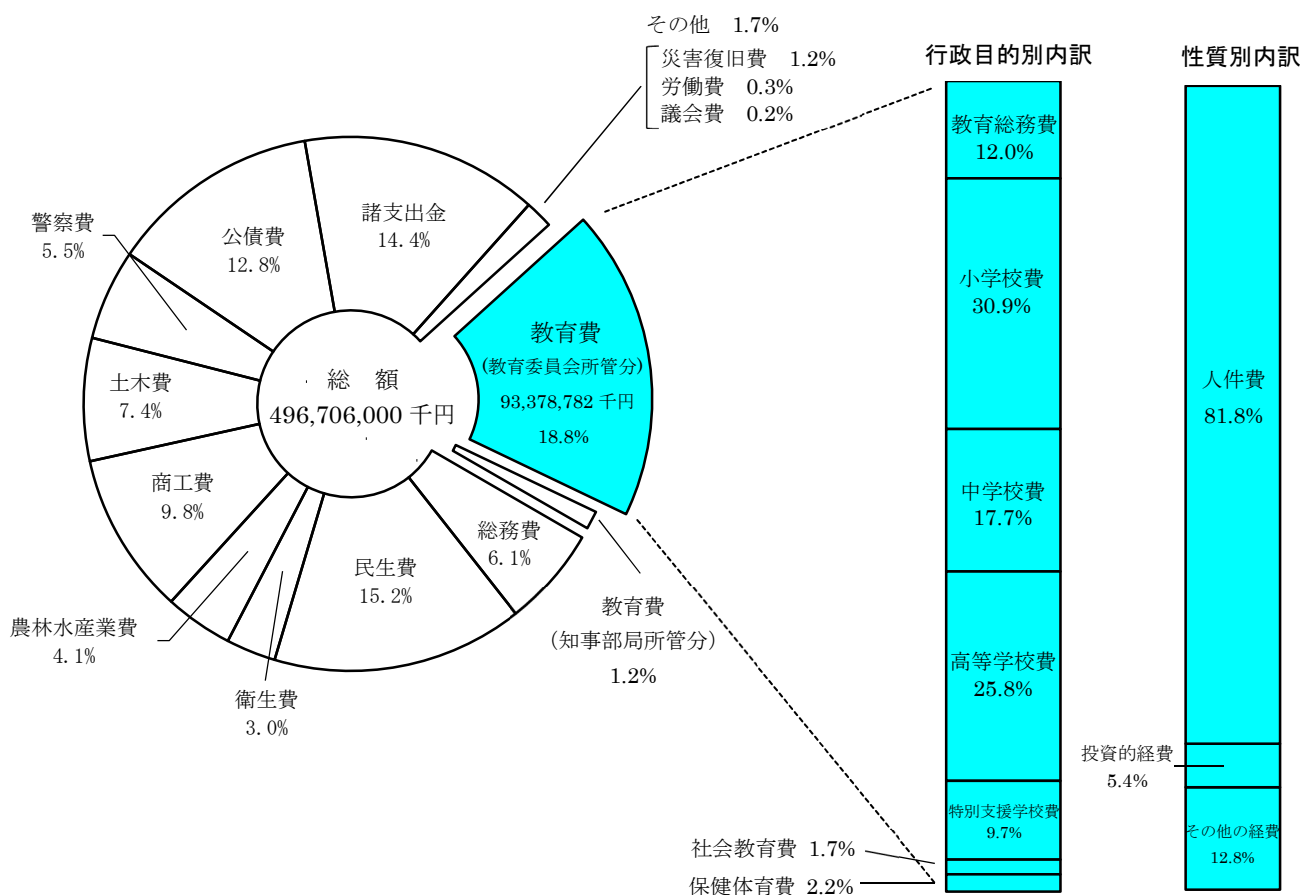 その他 1.7%
災害復旧費 1.2%
労働費 0.3%
議会費 0.2%
行政目的別内訳
性質別内訳
諸支出金
14.4%
公債費
12.8%
警察費
5.5%
土木費
7.4%
商工費
9.8%
農林水産業費
4.1%
衛生費
3.0%
民生費
15.2%
総務費
6.1%
教育費
(知事部局所管分)
1.2%
教育費
(教育委員会所管分)
93,378,782 千円
18.8%
総 額
496,706,000 千円
教育総務費
12.0%
小学校費
30.9%
中学校費
17.7%
高等学校費
25.8%
特別支援学校費
9.7%
社会教育費 1.7%
保健体育費 2.2%
人件費
81.8%
投資的経費
5.4%
その他の経費
12.8%